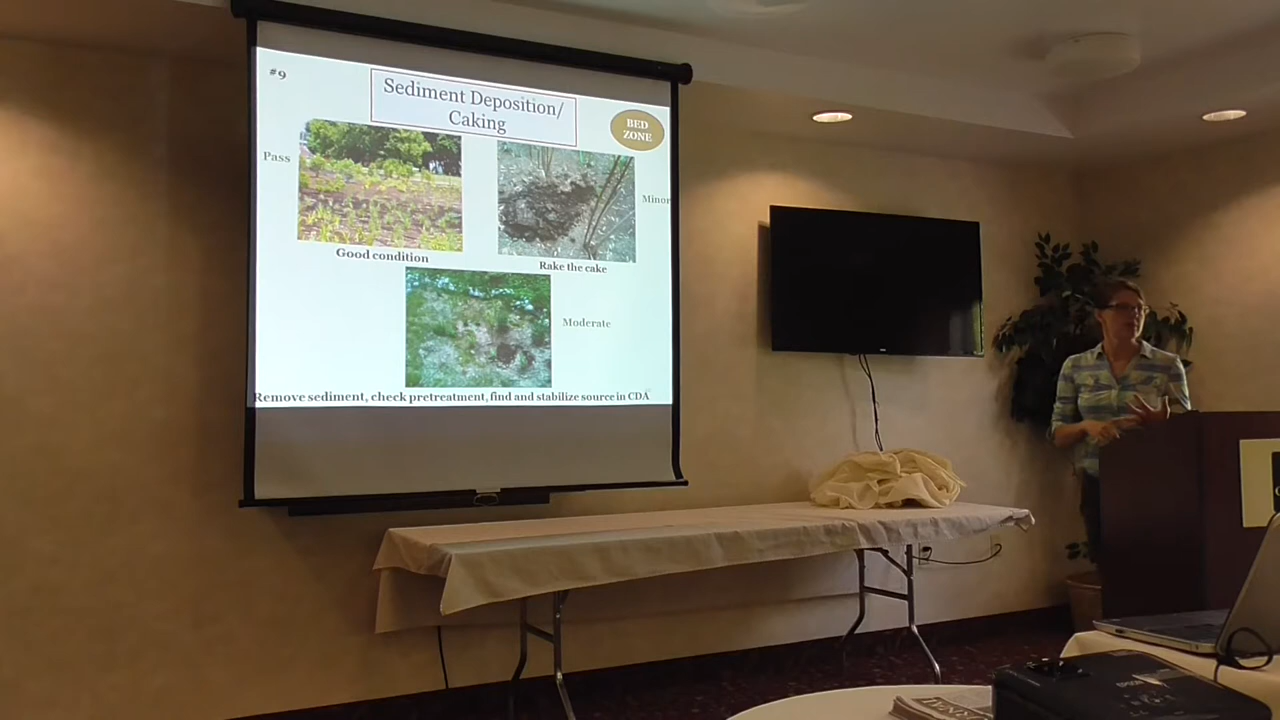 #9
Sediment Deposition/
Caking
BED
ZONE
Pass
Minor
Good condition
Rake the cake
Moderate
Remove sediment, check pretreatment, find and stabilize source in CDA